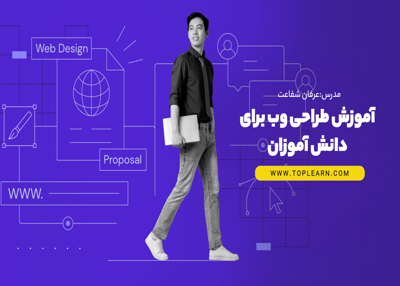 Web Design
Proposal
WWW.
مدرس:عرفان شفاعت
آموزش طراحی وب برای
دانش آموزان
WWW.TOPLEARN.COM